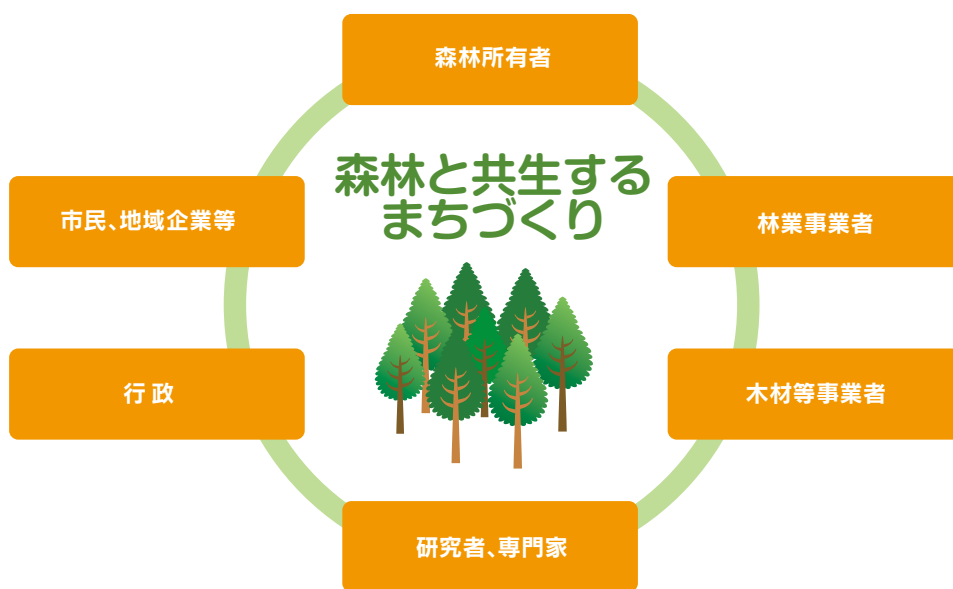 森林所有者
森林と共生する
まちづくり
市民、地域企業等
林業事業者
行政
木材等事業者
研究者、専門家